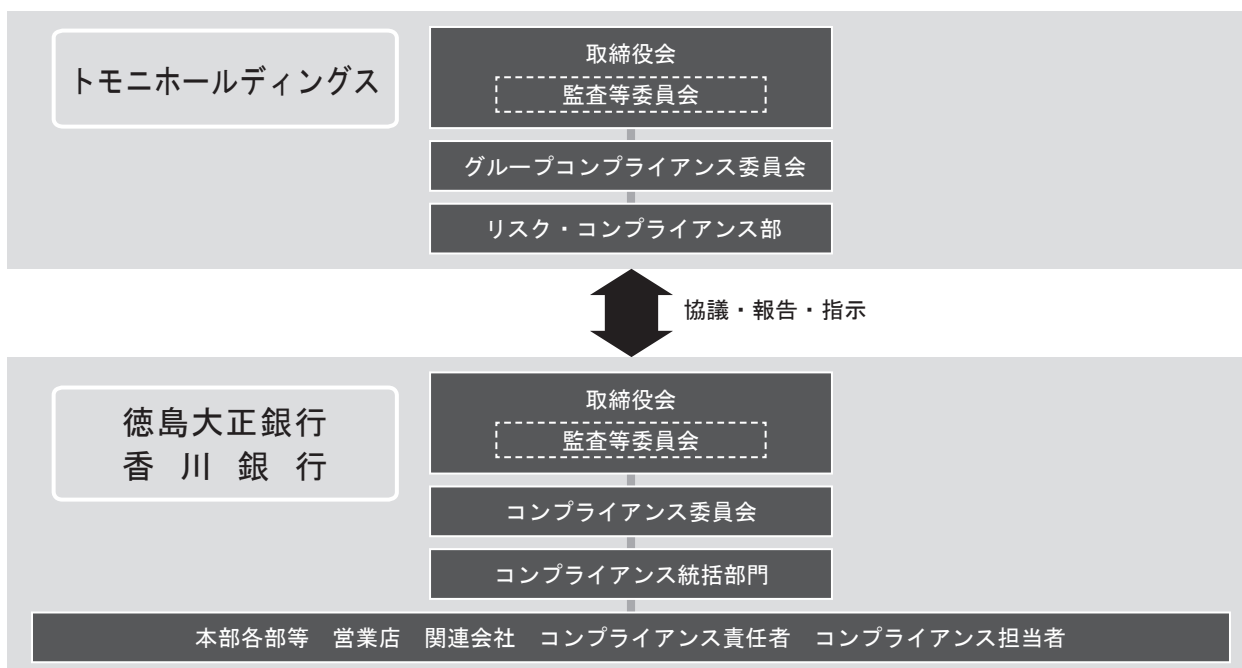 トモニホールディングス
取締役会
監査等委員会
グループコンプライアンス委員会
リスク・コンプライアンス部
協議・報告・指示
徳島大正銀行
香川銀行
取締役会
監査等委員会
コンプライアンス委員会
コンプライアンス統括部門
本部各部等　営業店　関連会社　コンプライアンス責任者　コンプライアンス担当者